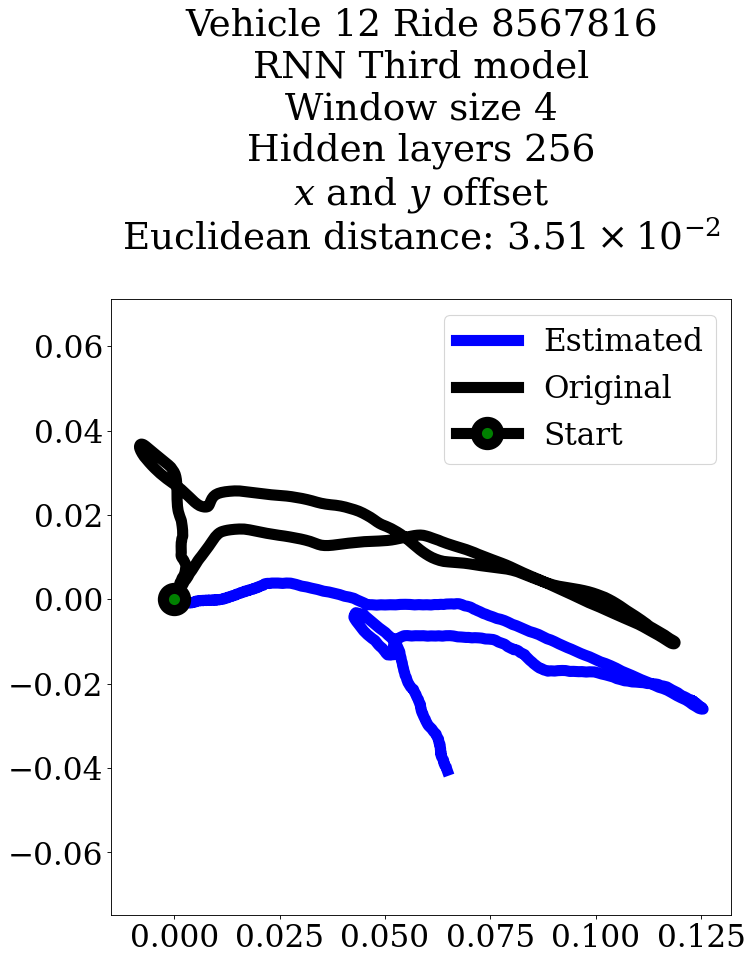 Vehicle 12 Ride 8567816
RNN Third model
Window size 4
Hidden layers 256
x and y offset
Euclidean distance: 3.51 × 10⁻²
Estimated
Original
Start
0.06
0.04
0.02
0.00
−0.02
−0.04
−0.06
0.000 0.025 0.050 0.075 0.100 0.125